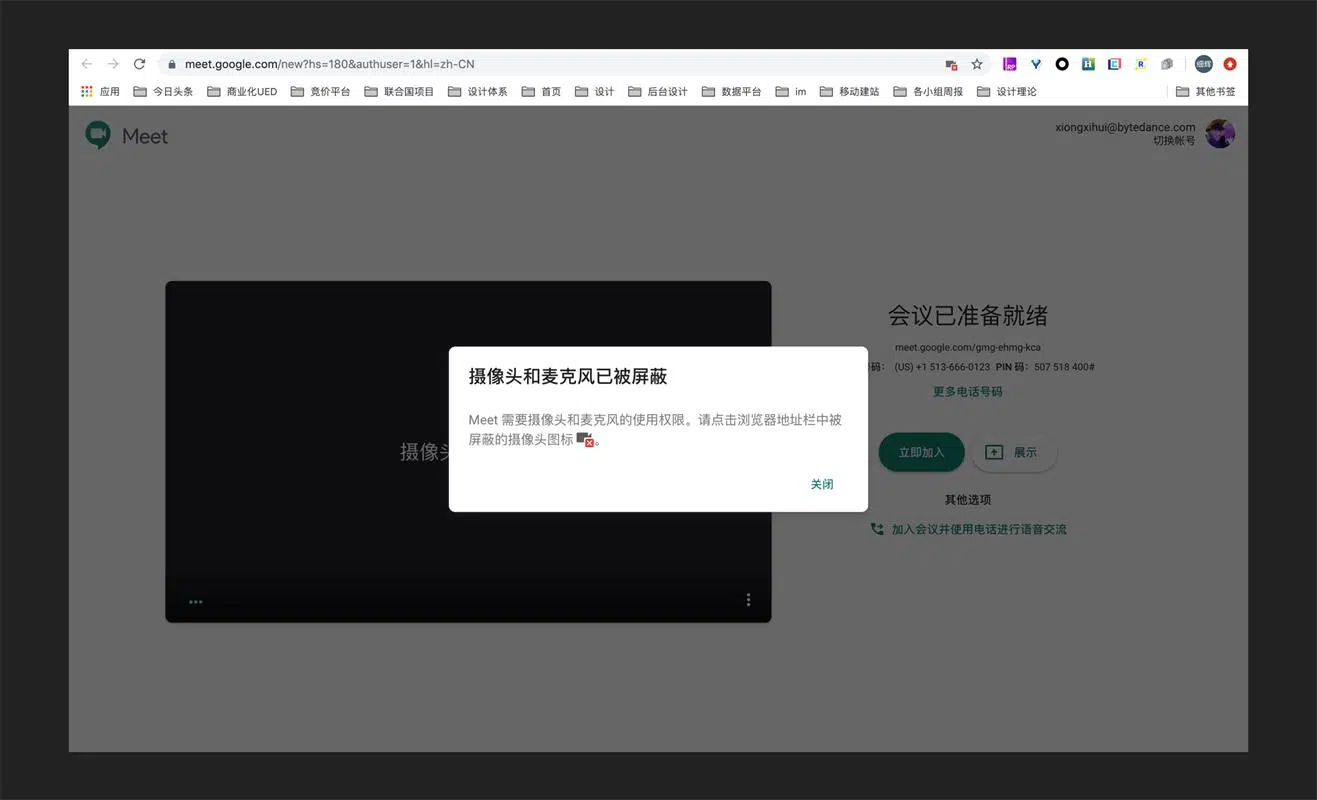 meet.google.com/new?hs=180&authuser=1&hl=zh-CN
细辉
应用 今日头条 商业化UED 竞价平台 联合国项目 设计体系 首页 设计 后台设计 数据平台 im 移动建站 各小组周报 设计理论 其他书签
Meet
xiongxihui@bytedance.com
切换帐号
摄像头
摄像头和麦克风已被屏蔽
Meet 需要摄像头和麦克风的使用权限。请点击浏览器地址栏中被
屏蔽的摄像头图标 。
关闭
会议已准备就绪
meet.google.com/gmg-ehmg-kca
码: (US) +1 513-666-0123 PIN 码: 507 518 400#
更多电话号码
立即加入
展示
其他选项
加入会议并使用电话进行语音交流